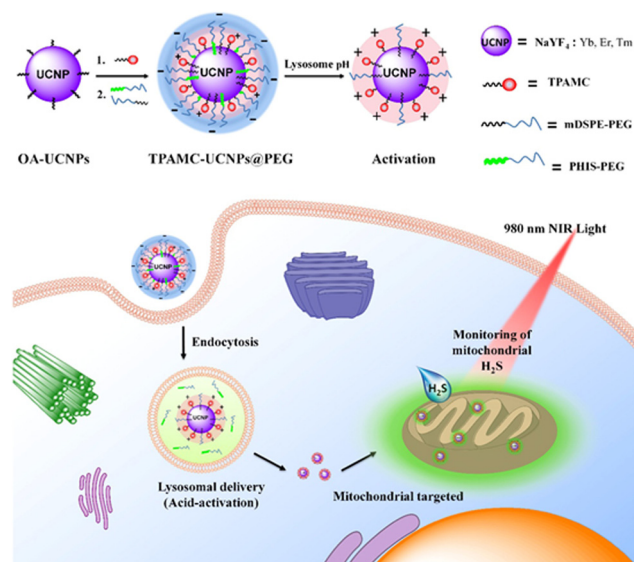 UCNP
OA-UCNPs
1.
2.
UCNP
TPAMC-UCNPs@PEG
Lysosome pH
UCNP
Activation
UCNP = NaYF4 : Yb, Er, Tm
= TPAMC
= mDSPE-PEG
= PHIS-PEG
UCNP
Endocytosis
UCNP
Lysosomal delivery
(Acid-activation)
Mitochondrial targeted
980 nm NIR Light
Monitoring of
mitochondrial
H2S
H2S